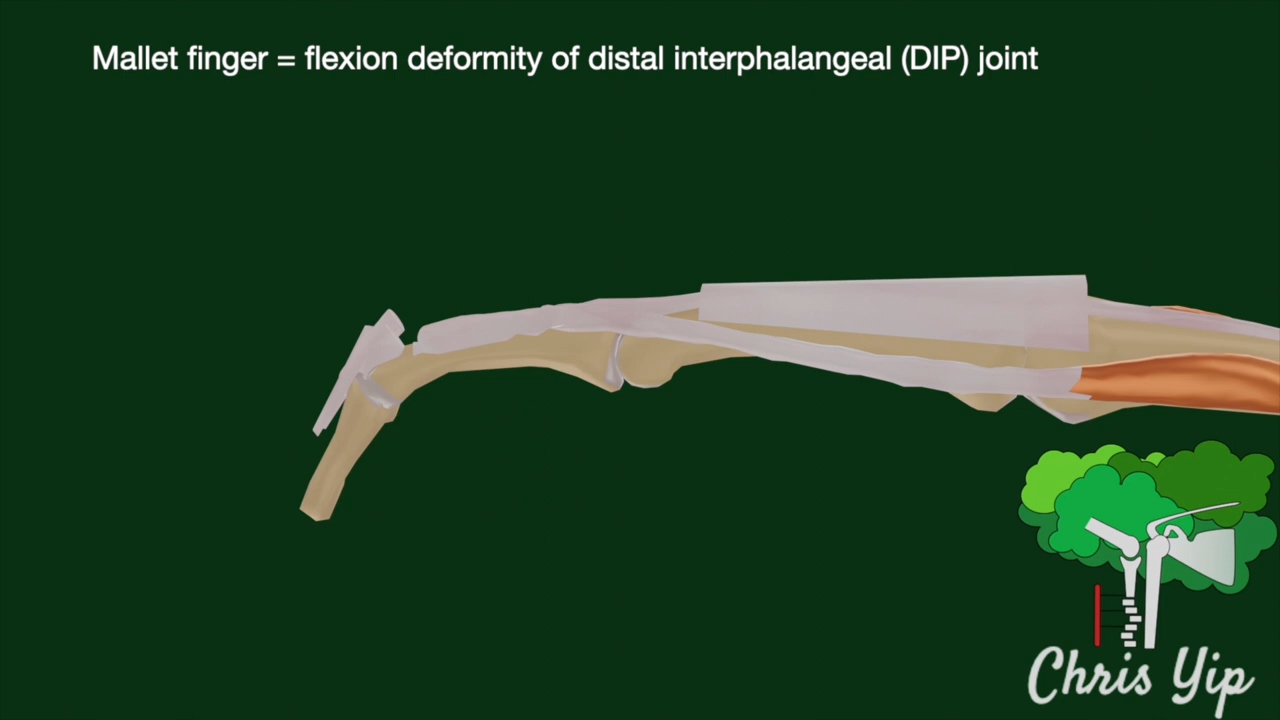 Mallet finger = flexion deformity of distal interphalangeal (DIP) joint
Chris Yip